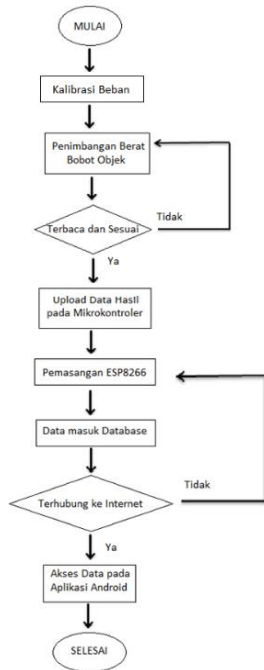 MULAI
Kalibrasi Beban
Penimbangan Berat
Bobot Objek
Tidak
Terbaca dan Sesuai
Ya
Upload Data Hasil
pada Mikrokontroler
Pemasangan ESP8266
Data masuk Database
Tidak
Terhubung ke Internet
Ya
Akses Data pada
Aplikasi Android
SELESAI